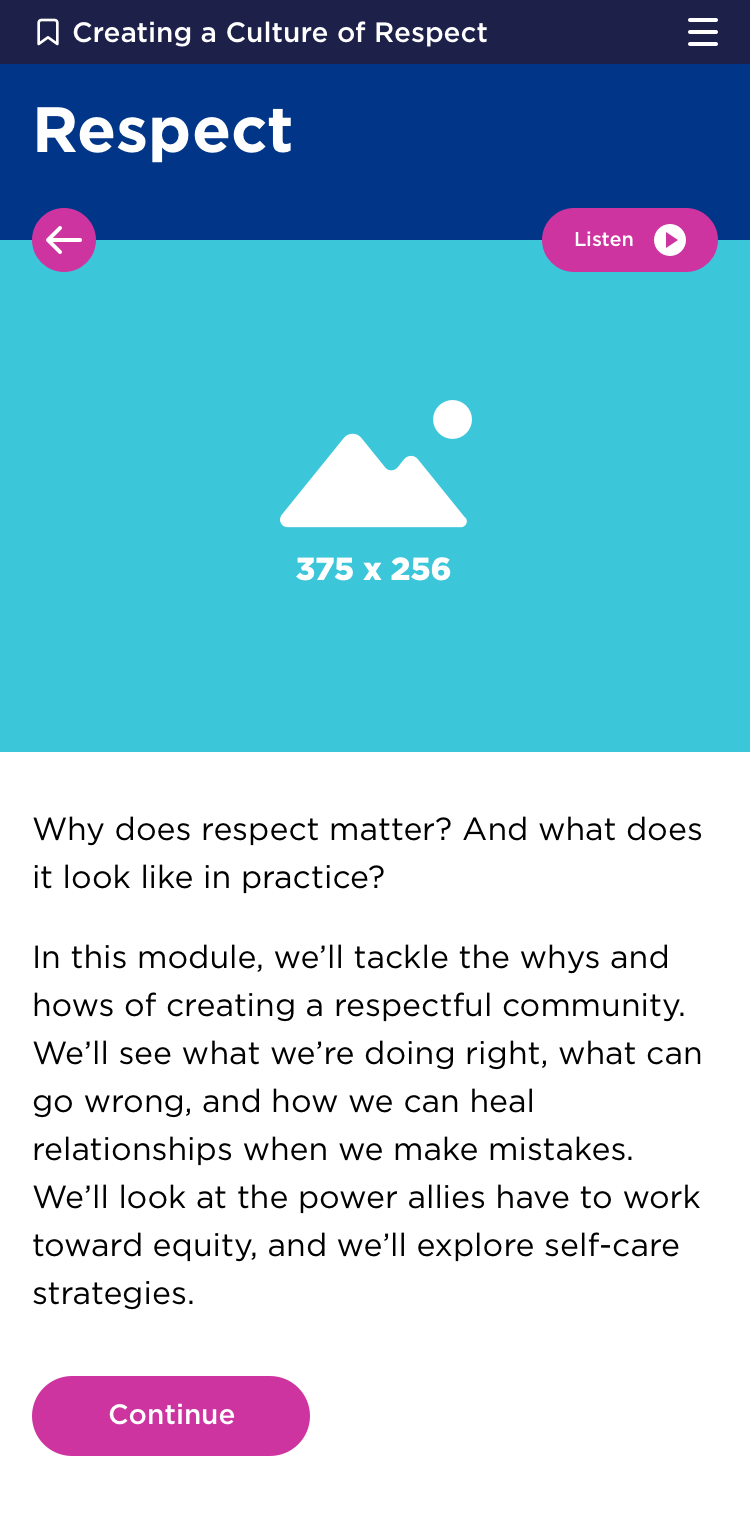 Creating a Culture of Respect
Respect
Listen
375 x 256
Why does respect matter? And what does
it look like in practice?
In this module, we’ll tackle the whys and
hows of creating a respectful community.
We’ll see what we’re doing right, what can
go wrong, and how we can heal
relationships when we make mistakes.
We’ll look at the power allies have to work
toward equity, and we’ll explore self-care
strategies.
Continue